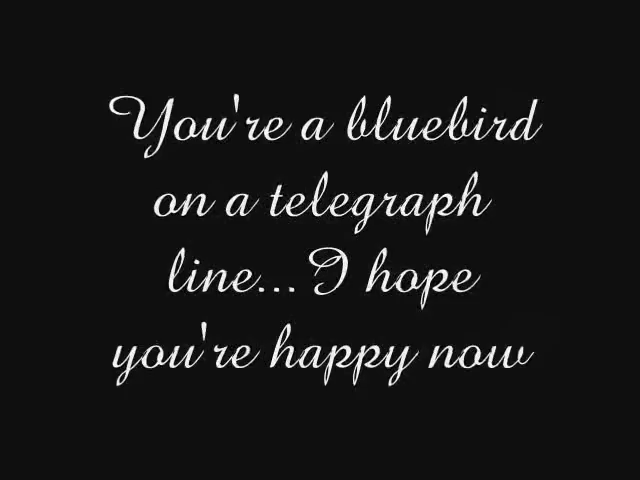 You're a bluebird
on a telegraph
line... I hope
you're happy now